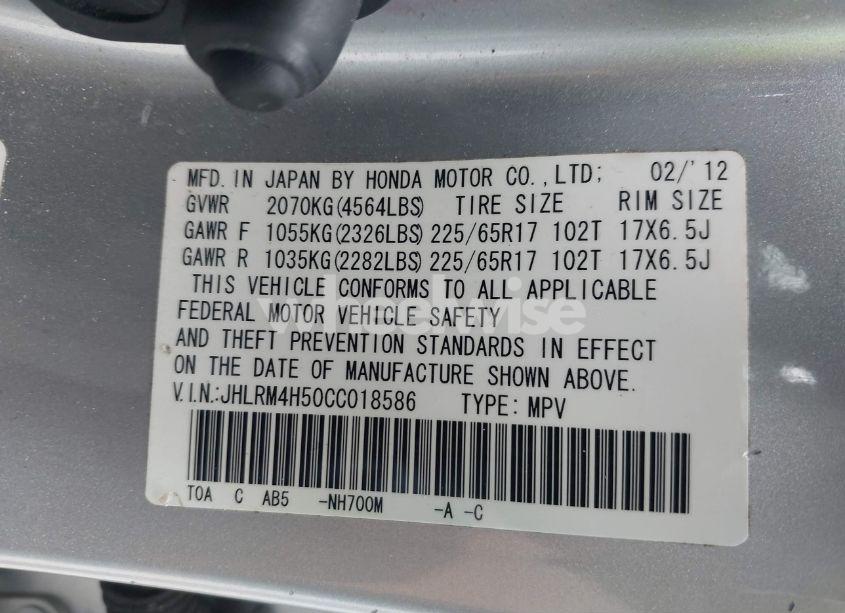 MFD. IN JAPAN BY HONDA MOTOR CO.,LTD; 02/'12
GVWR 2070KG(4564LBS) TIRE SIZE RIM SIZE
GAWR F 1055KG(2326LBS) 225/65R17 102T 17X6.5J
GAWR R 1035KG(2282LBS) 225/65R17 102T 17X6.5J
THIS VEHICLE CONFORMS TO ALL APPLICABLE
FEDERAL MOTOR VEHICLE SAFETY
wheelwise
AND THEFT PREVENTION STANDARDS IN EFFECT
ON THE DATE OF MANUFACTURE SHOWN ABOVE.
V.I.N.:JHLRM4H50CC018586 TYPE: MPV
TOA C AB5 -NH700M -A -C